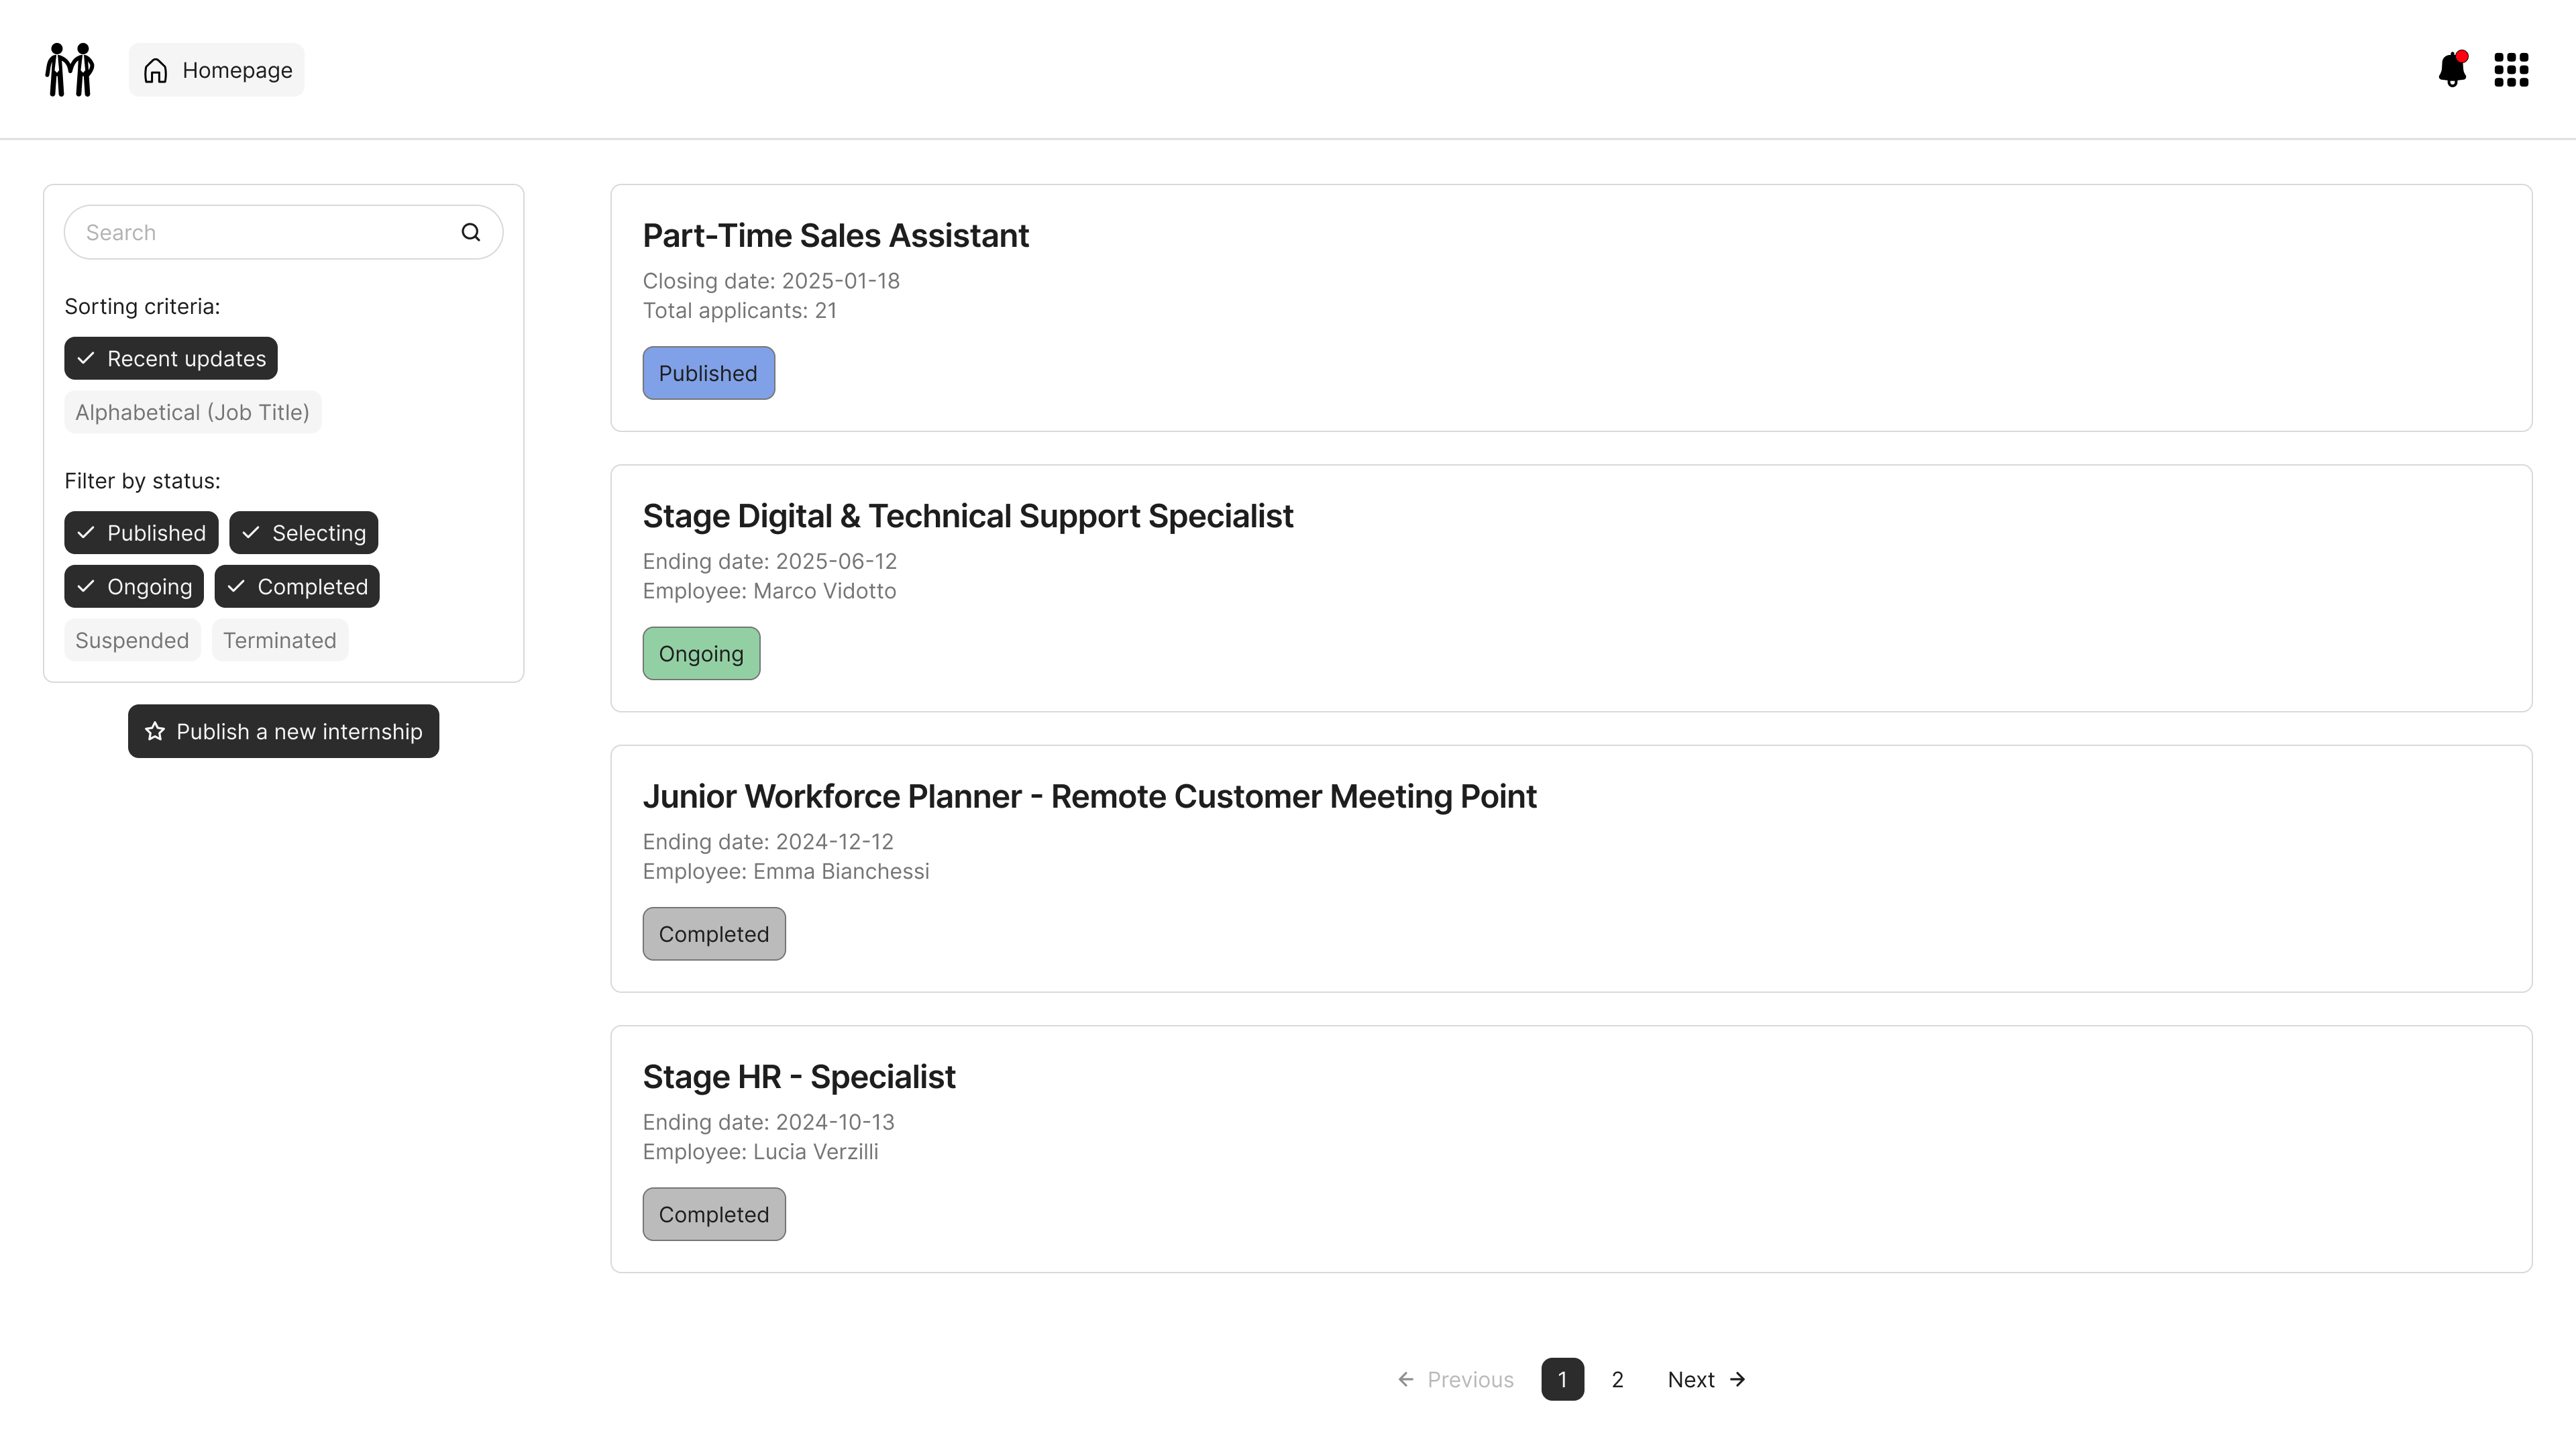 Homepage
Search
Sorting criteria:
Recent updates
Alphabetical (Job Title)
Filter by status:
Published Selecting
Ongoing Completed
Suspended Terminated
Publish a new internship
Part-Time Sales Assistant
Closing date: 2025-01-18
Total applicants: 21
Published
Stage Digital & Technical Support Specialist
Ending date: 2025-06-12
Employee: Marco Vidotto
Ongoing
Junior Workforce Planner - Remote Customer Meeting Point
Ending date: 2024-12-12
Employee: Emma Bianchessi
Completed
Stage HR - Specialist
Ending date: 2024-10-13
Employee: Lucia Verzilli
Completed
Previous 1 2 Next